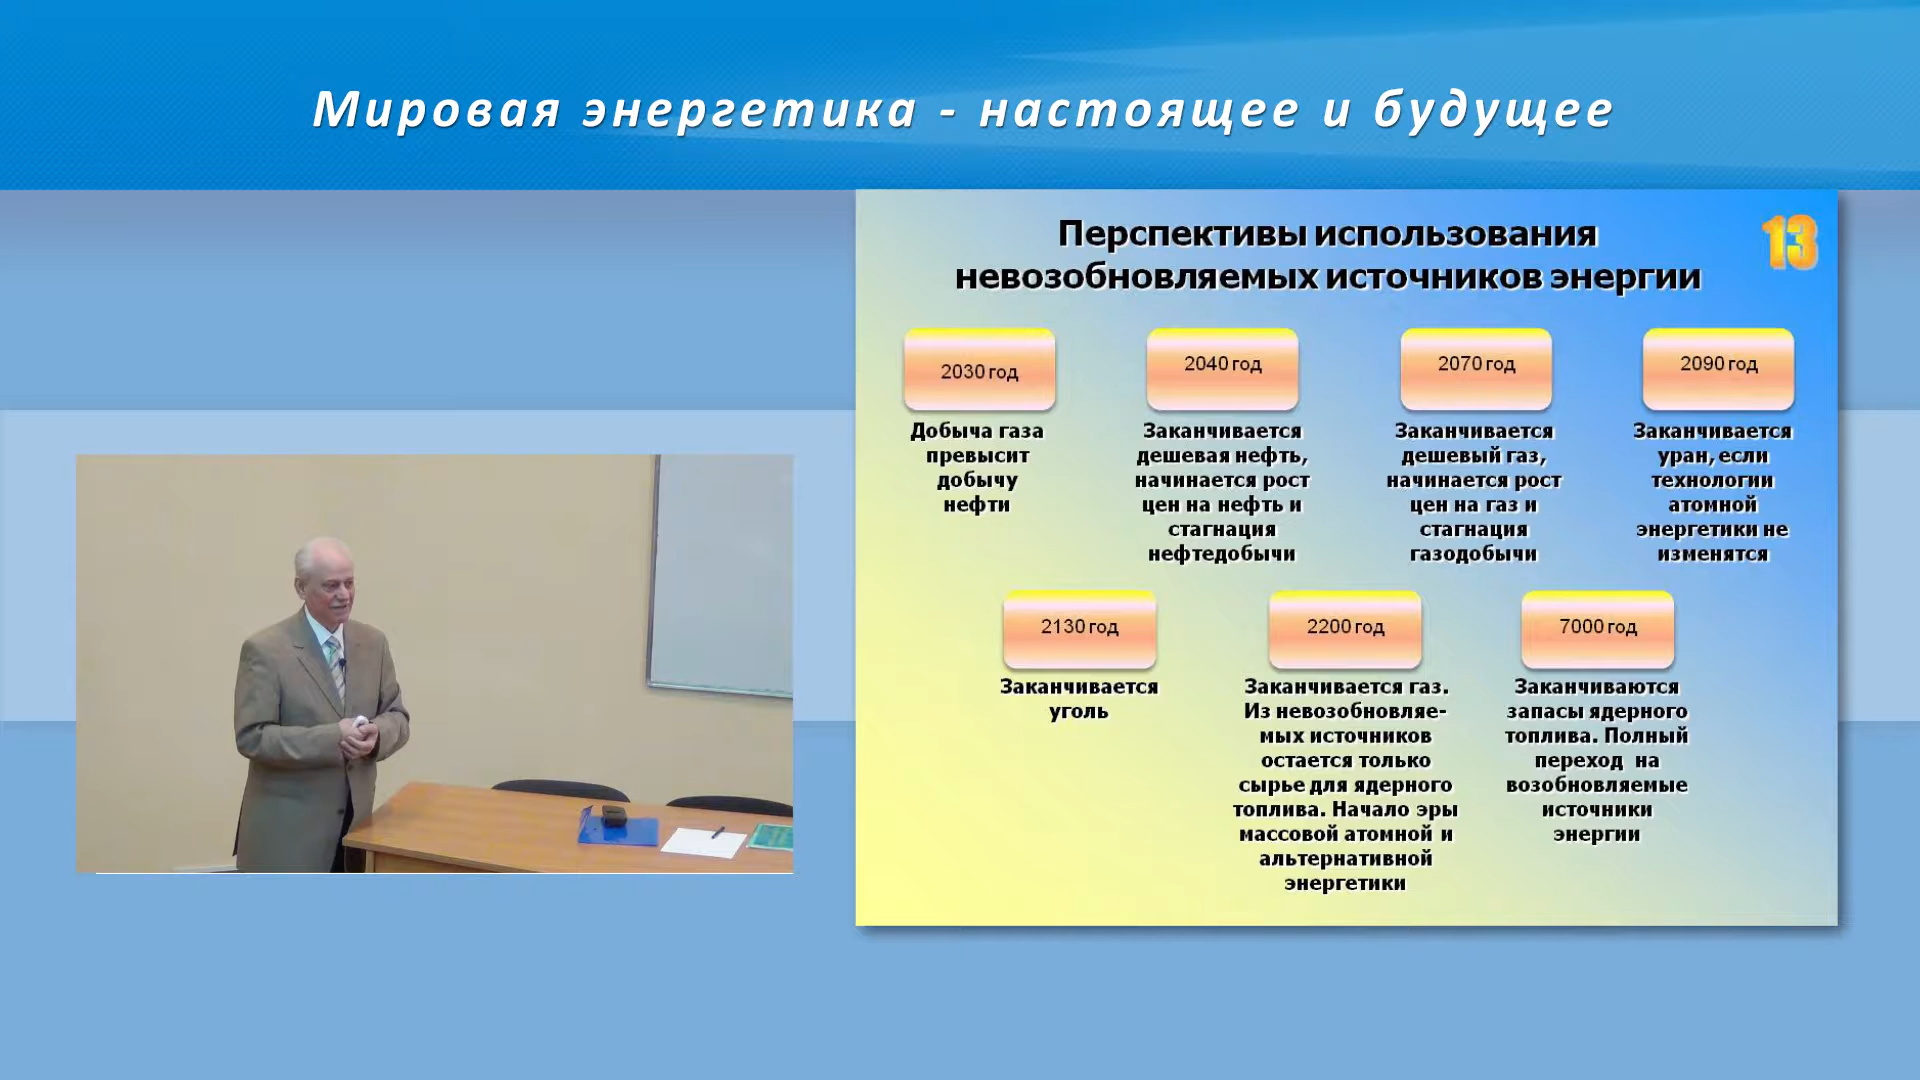 Мировая энергетика - настоящее и будущее
Перспективы использования
невозобновляемых источников энергии
13
2030 год
Добыча газа
превысит
добычу
нефти
2040 год
Заканчивается
дешевая нефть,
начинается рост
цен на нефть и
стагнация
нефтедобычи
2070 год
Заканчивается
дешевый газ,
начинается рост
цен на газ и
стагнация
газодобычи
2090 год
Заканчивается
уран, если
технологии
атомной
энергетики не
изменятся
2130 год
Заканчивается
уголь
2200 год
Заканчивается газ.
Из невозобновляе-
мых источников
остается только
сырье для ядерного
топлива. Начало эры
массовой атомной и
альтернативной
энергетики
7000 год
Заканчиваются
запасы ядерного
топлива. Полный
переход на
возобновляемые
источники
энергии